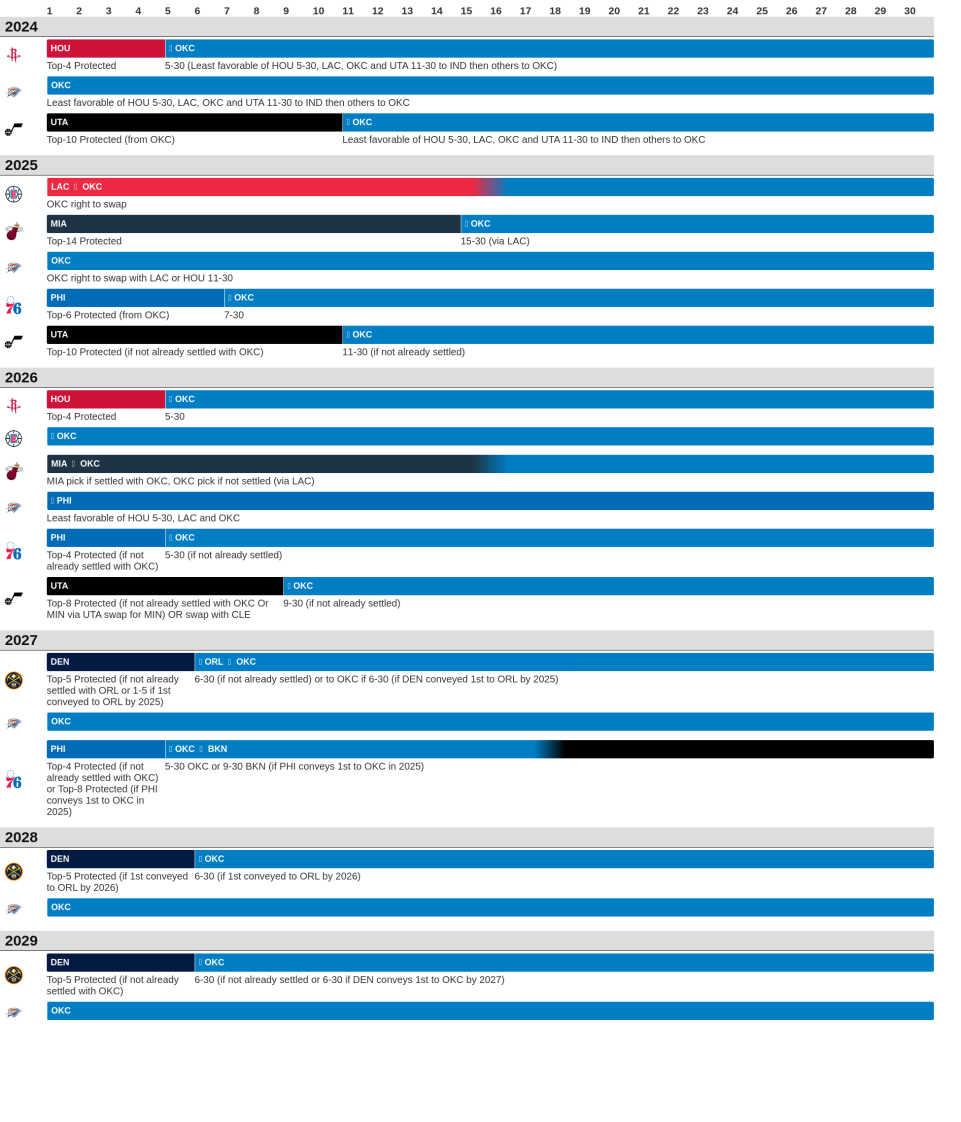 1 2 3 4 5 6 7 8 9 10 11 12 13 14 15 16 17 18 19 20 21 22 23 24 25 26 27 28 29 30
2024
HOU OKC
Top-4 Protected 5-30 (Least favorable of HOU 5-30, LAC, OKC and UTA 11-30 to IND then others to OKC)
OKC
Least favorable of HOU 5-30, LAC, OKC and UTA 11-30 to IND then others to OKC
UTA OKC
Top-10 Protected (from OKC) Least favorable of HOU 5-30, LAC, OKC and UTA 11-30 to IND then others to OKC
2025
LAC OKC
OKC right to swap
MIA OKC
Top-14 Protected 15-30 (via LAC)
OKC
OKC right to swap with LAC or HOU 11-30
PHI OKC
76
Top-6 Protected (from OKC) 7-30
UTA OKC
Top-10 Protected (if not already settled with OKC) 11-30 (if not already settled)
2026
HOU OKC
Top-4 Protected 5-30
OKC
MIA OKC
MIA pick if settled with OKC, OKC pick if not settled (via LAC)
PHI
Least favorable of HOU 5-30, LAC and OKC
PHI OKC
76
Top-4 Protected (if not 5-30 (if not already settled)
already settled with OKC)
UTA OKC
Top-8 Protected (if not already settled with OKC Or 9-30 (if not already settled)
MIN via UTA swap for MIN) OR swap with CLE
2027
DEN ORL OKC
Top-5 Protected (if not already 6-30 (if not already settled) or to OKC if 6-30 (if DEN conveyed 1st to ORL by 2025)
settled with ORL or 1-5 if 1st
conveyed to ORL by 2025)
OKC
PHI OKC BKN
Top-4 Protected (if not 5-30 OKC or 9-30 BKN (if PHI conveys 1st to OKC in 2025)
already settled with OKC)
76
or Top-8 Protected (if PHI
conveys 1st to OKC in
2025)
2028
DEN OKC
Top-5 Protected (if 1st conveyed 6-30 (if 1st conveyed to ORL by 2026)
to ORL by 2026)
OKC
2029
DEN OKC
Top-5 Protected (if not already 6-30 (if not already settled or 6-30 if DEN conveys 1st to OKC by 2027)
settled with OKC)
OKC